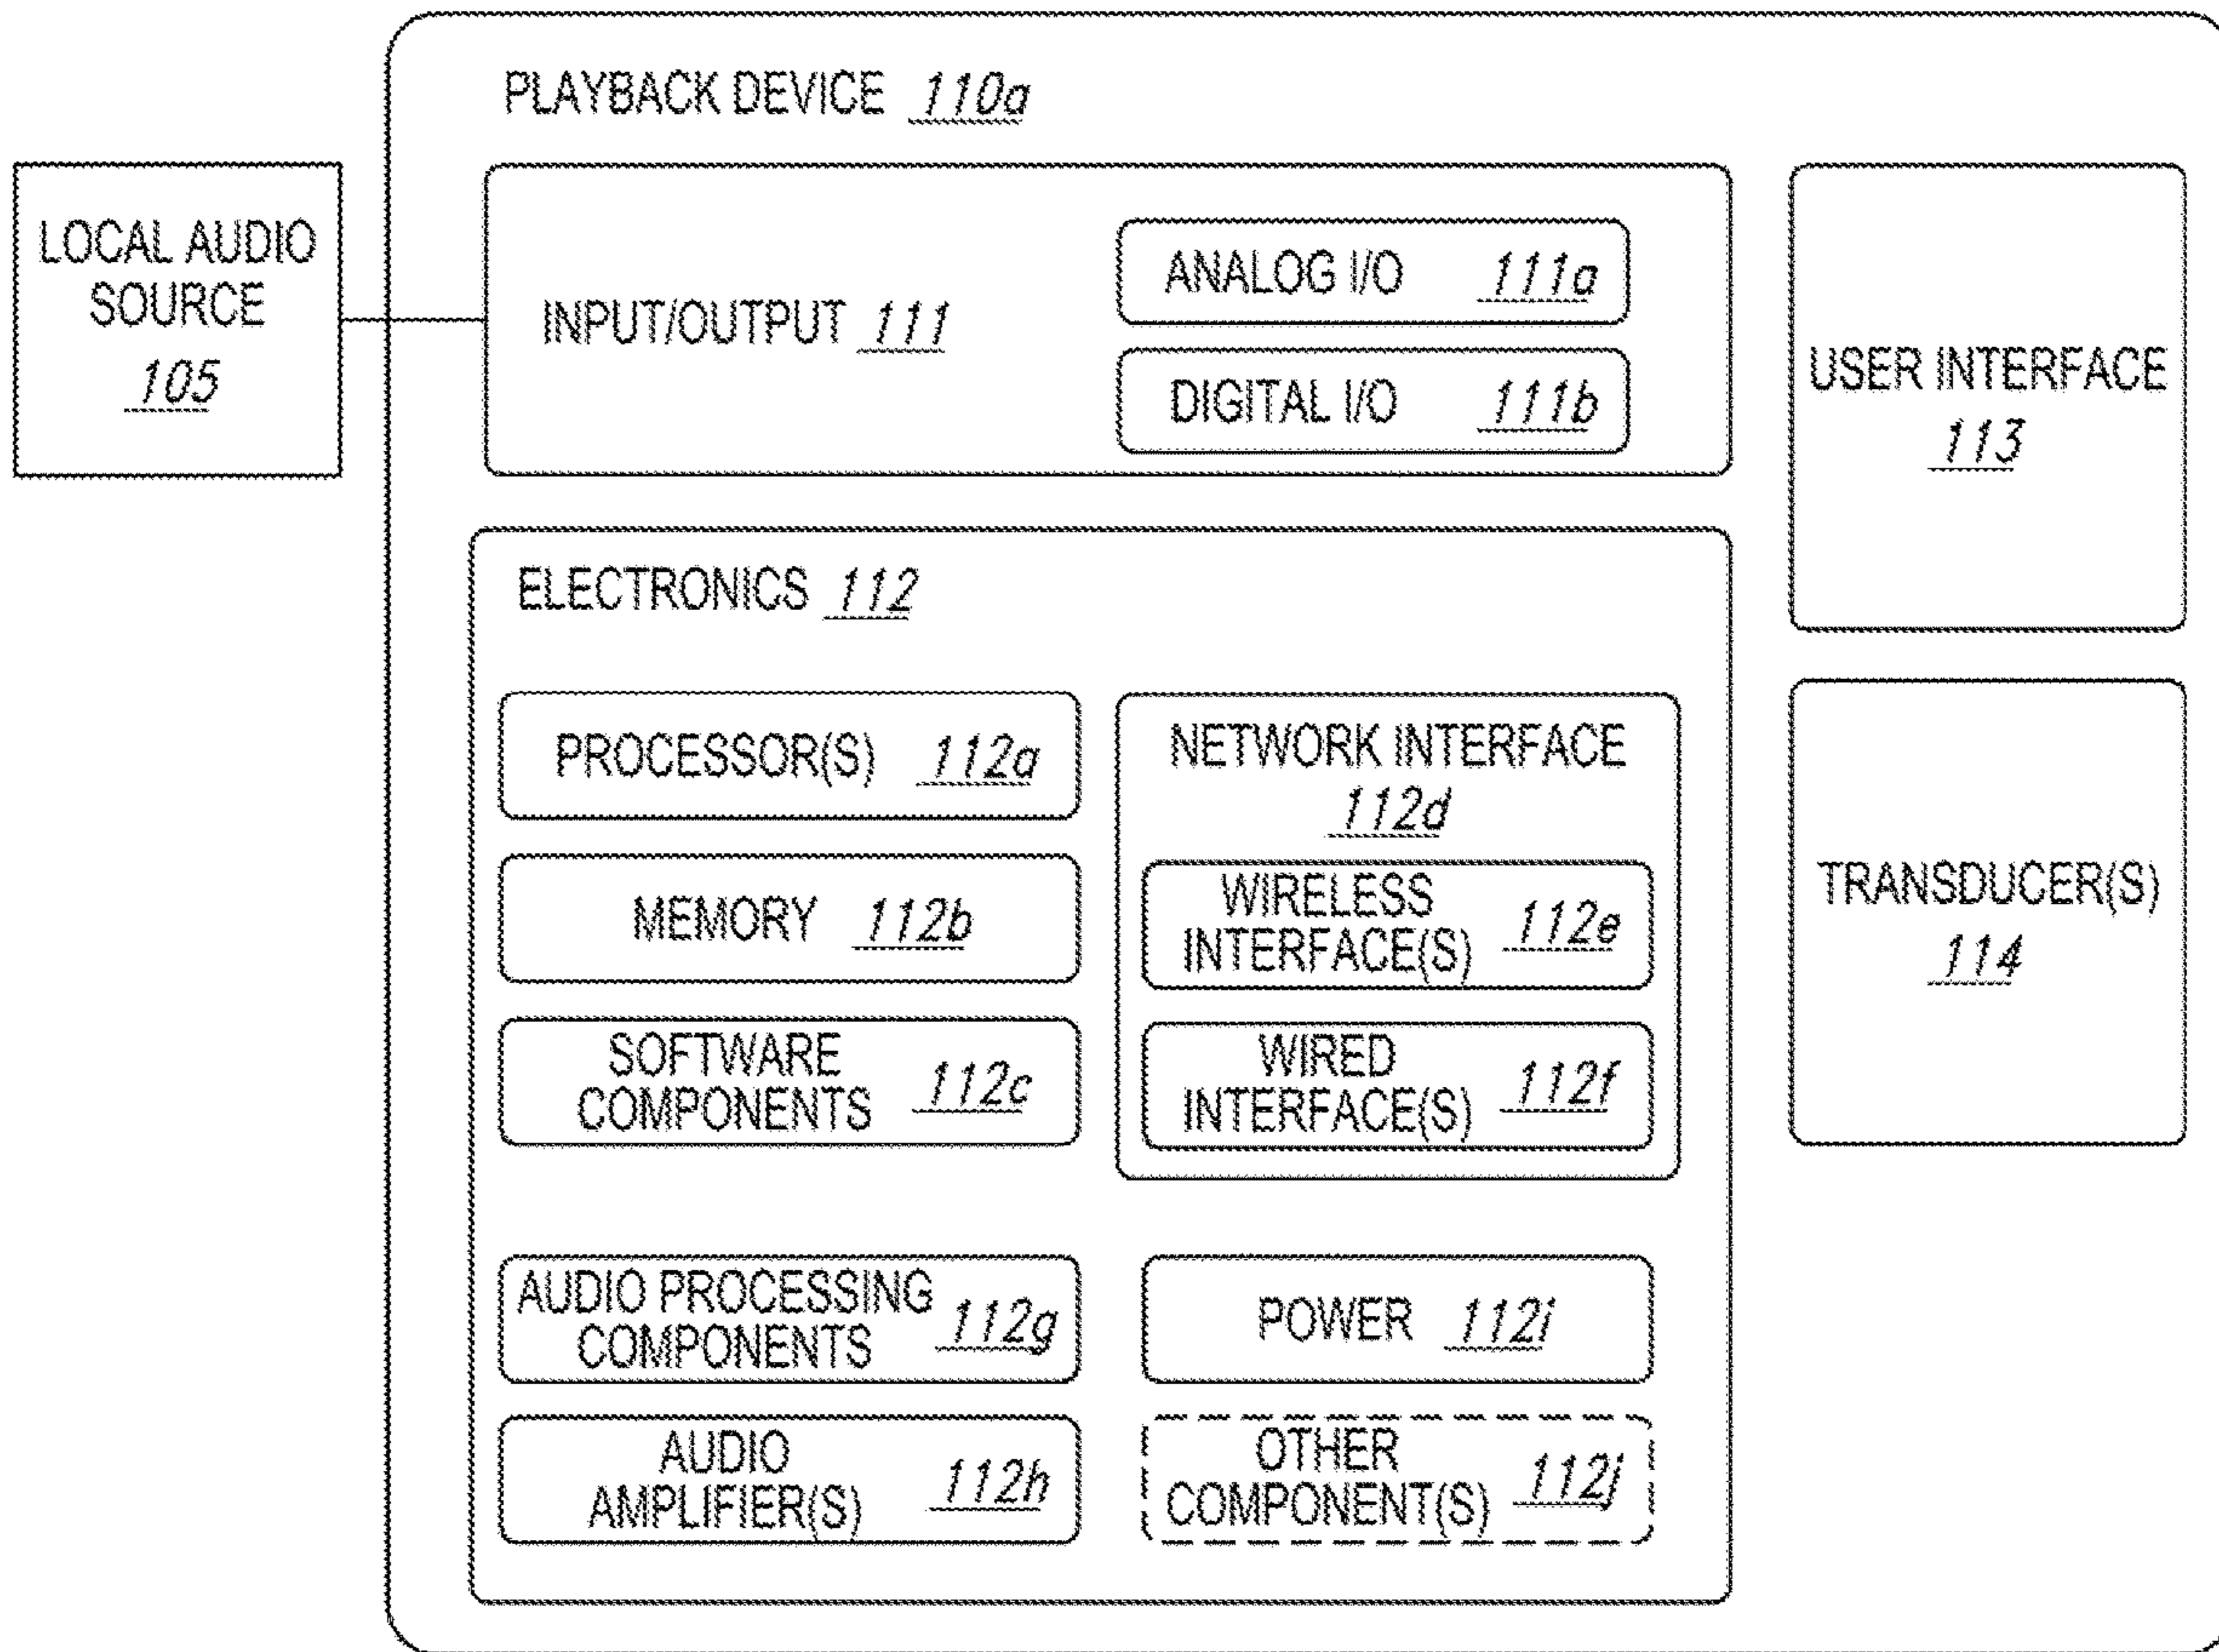 PLAYBACK DEVICE 110a
LOCAL AUDIO
SOURCE
105
INPUT/OUTPUT 111
ANALOG I/O 111a
DIGITAL I/O 111b
USER INTERFACE
113
ELECTRONICS 112
PROCESSOR(S) 112a
MEMORY 112b
SOFTWARE
COMPONENTS 112c
NETWORK INTERFACE
112d
WIRELESS
INTERFACE(S) 112e
WIRED
INTERFACE(S) 112f
AUDIO PROCESSING
COMPONENTS 112g
POWER 112i
AUDIO
AMPLIFIER(S) 112h
OTHER
COMPONENT(S) 112j
TRANSDUCER(S)
114